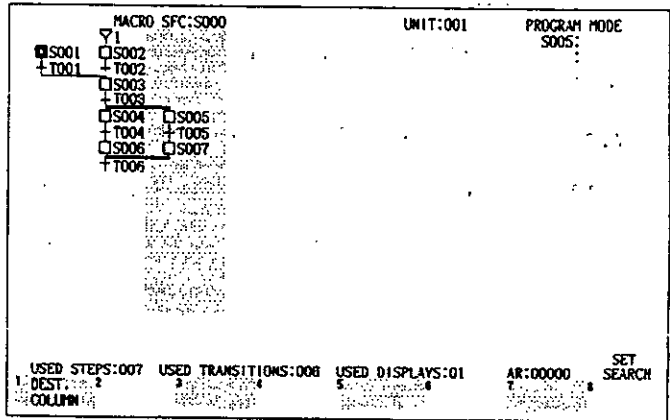 MACRO SFC:S000 UNIT:001 PROGRAM MODE
1 S005:
S001 S002
T001 T002
S003
T003
S004 S005
T004 T005
S006 S007
T006
SET
USED STEPS:007 USED TRANSITIONS:006 USED DISPLAYS:01 AR:00000 SEARCH
1 DEST. 2 3 4 5 6 7 8
COLUMN